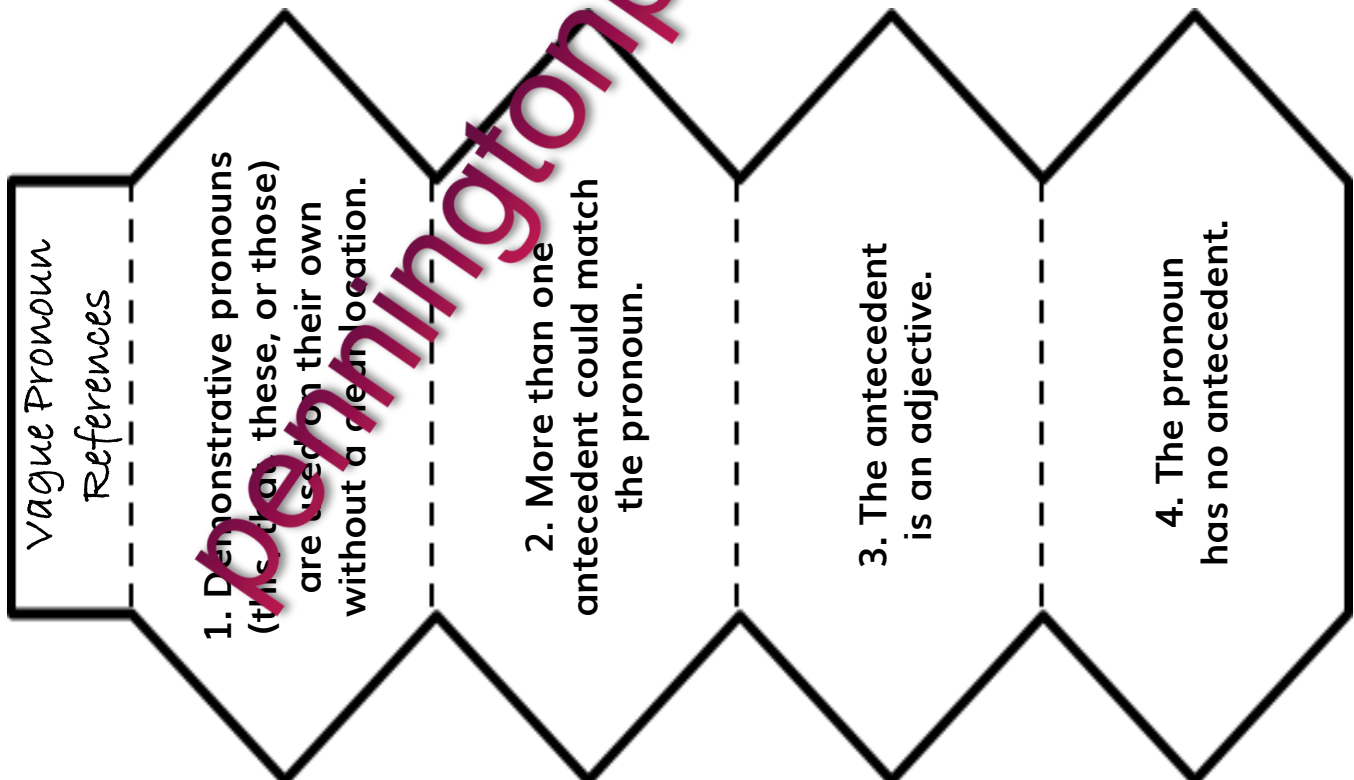 Vague Pronoun
References
1. Demonstrative pronouns
(this, that, these, or those)
are used on their own
without a clear location.
2. More than one
antecedent could match
the pronoun.
3. The antecedent
is an adjective.
4. The pronoun
has no antecedent.
penningtonp